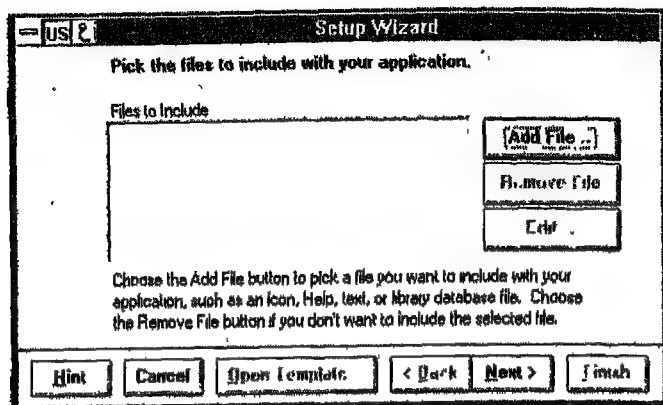 US
Setup Wizard
Pick the files to include with your application.
Files to Include
Add File ...
Remove File
Edit ..
Choose the Add File button to pick a file you want to include with your
application, such as an icon, Help, text, or library database file. Choose
the Remove File button if you don't want to include the selected file.
Hint
Cancel
Open Template
< Back
Next >
Finish